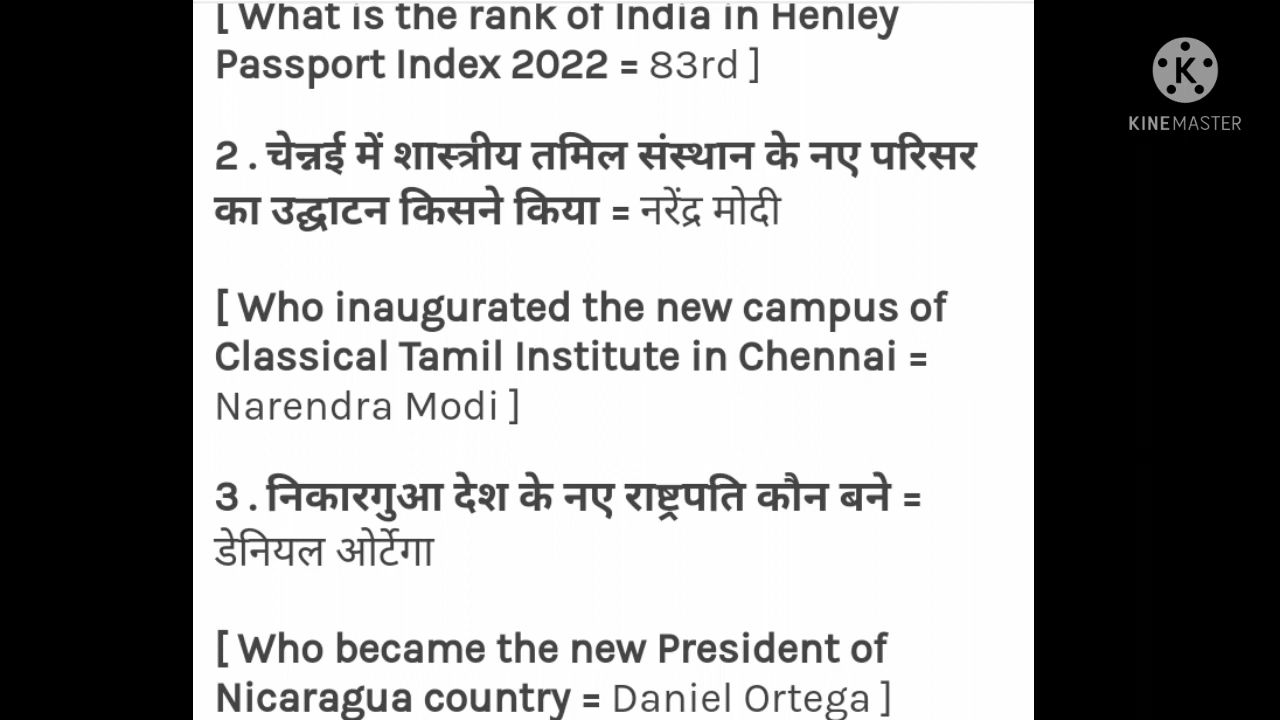 [ What is the rank of India in Henley
Passport Index 2022 = 83rd ]
2 . चेन्नई में शास्त्रीय तमिल संस्थान के नए परिसर
का उद्घाटन किसने किया = नरेंद्र मोदी
[ Who inaugurated the new campus of
Classical Tamil Institute in Chennai =
Narendra Modi ]
3 . निकारगुआ देश के नए राष्ट्रपति कौन बने =
डेनियल ओर्टेगा
[ Who became the new President of
Nicaragua country = Daniel Ortega ]
K
KINEMASTER